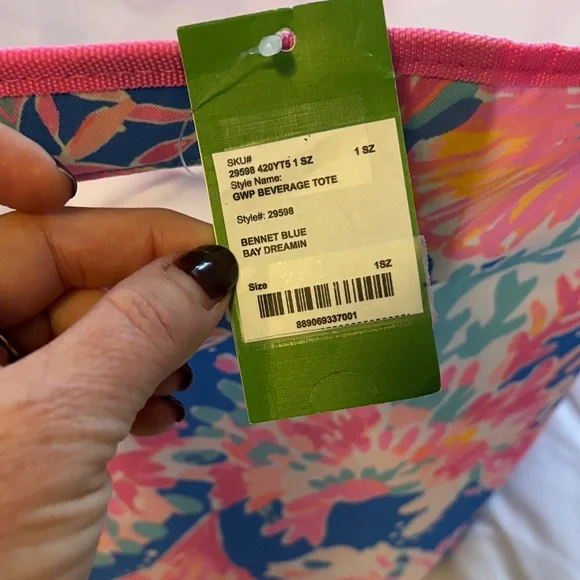 SKU#
29598 420YT5 1 SZ 1 SZ
Style Name:
GWP BEVERAGE TOTE
Style#: 29598
BENNET BLUE
BAY DREAMIN
Size 1SZ
889069337001